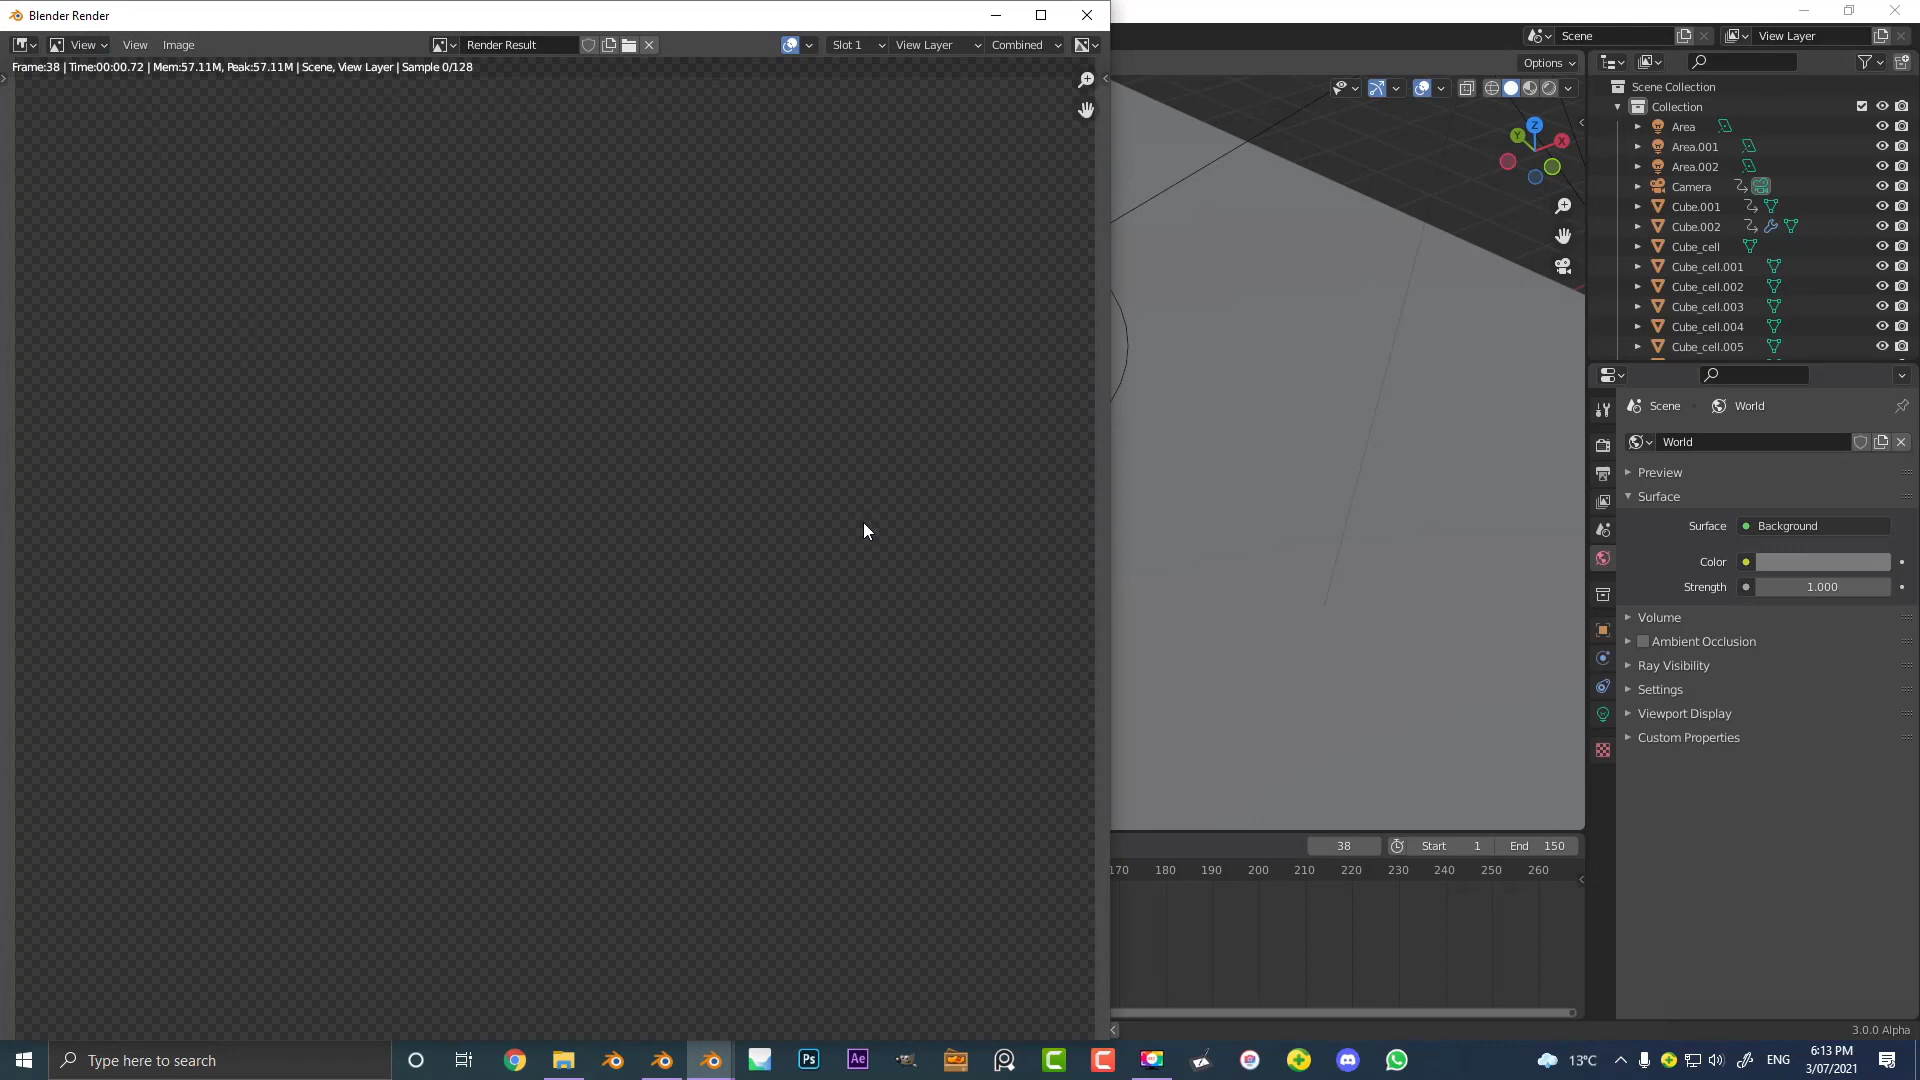 Blender Render
View
View
Image
Render Result
Slot 1
View Layer
Combined
Frame:38 | Time:00:00.72 | Mem:57.11M, Peak:57.11M | Scene, View Layer | Sample 0/128
Scene
View Layer
Options
Z
Y
X
Scene Collection
Collection
Area
Area.001
Area.002
Camera
Cube.001
Cube.002
Cube_cell
Cube_cell.001
Cube_cell.002
Cube_cell.003
Cube_cell.004
Cube_cell.005
Scene
World
World
Preview
Surface
Surface
Background
Color
Strength
1.000
Volume
Ambient Occlusion
Ray Visibility
Settings
Viewport Display
Custom Properties
38
Start 1
End 150
170 180 190 200 210 220 230 240 250 260
3.0.0 Alpha
Type here to search
Ps
Ae
13°C
ENG
6:13 PM
3/07/2021